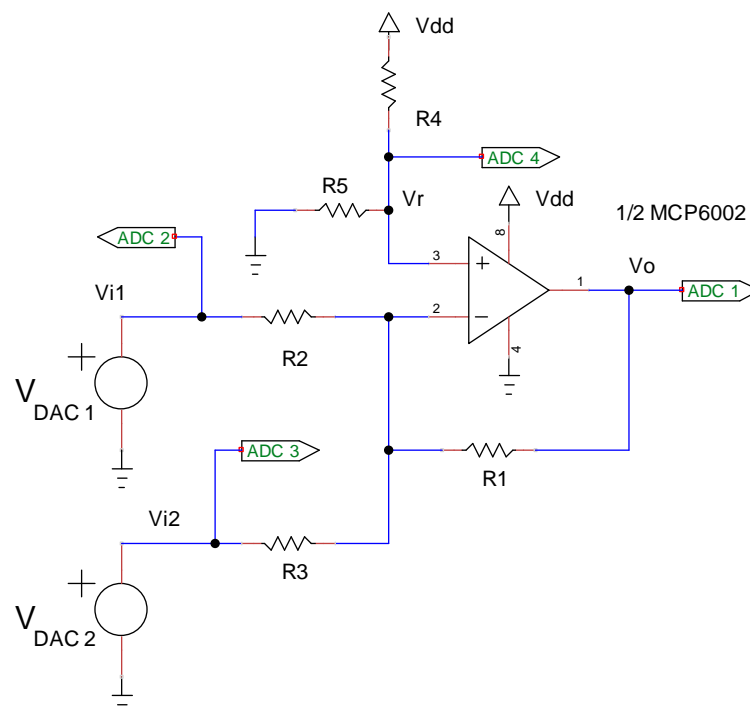 Vdd
R4
ADC 4
R5
Vr
Vdd
1/2 MCP6002
8
ADC 2
3
+
1
Vo
ADC 1
Vi1
2
−
R2
4
+
V DAC 1
ADC 3
R1
Vi2
R3
+
V DAC 2